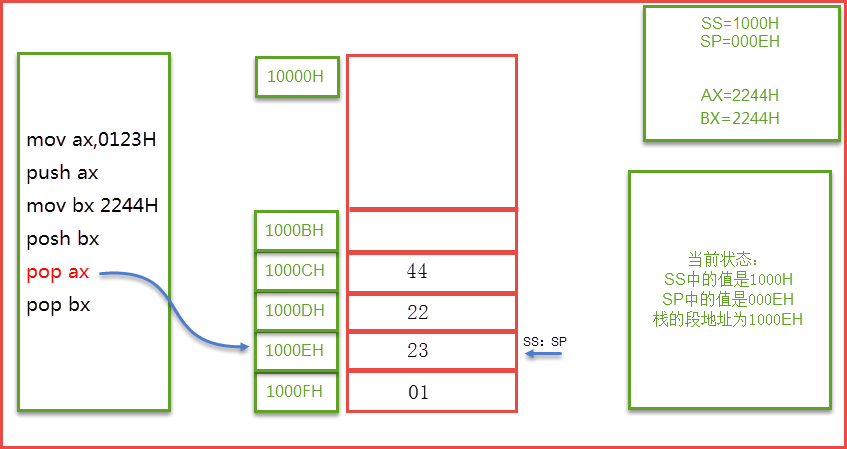 mov ax,0123H
push ax
mov bx 2244H
posh bx
pop ax
pop bx
10000H
1000BH
1000CH
1000DH
1000EH
1000FH
44
22
23
01
SS：SP
SS=1000H
SP=000EH
AX=2244H
BX=2244H
当前状态：
SS中的值是1000H
SP中的值是000EH
栈的段地址为1000EH